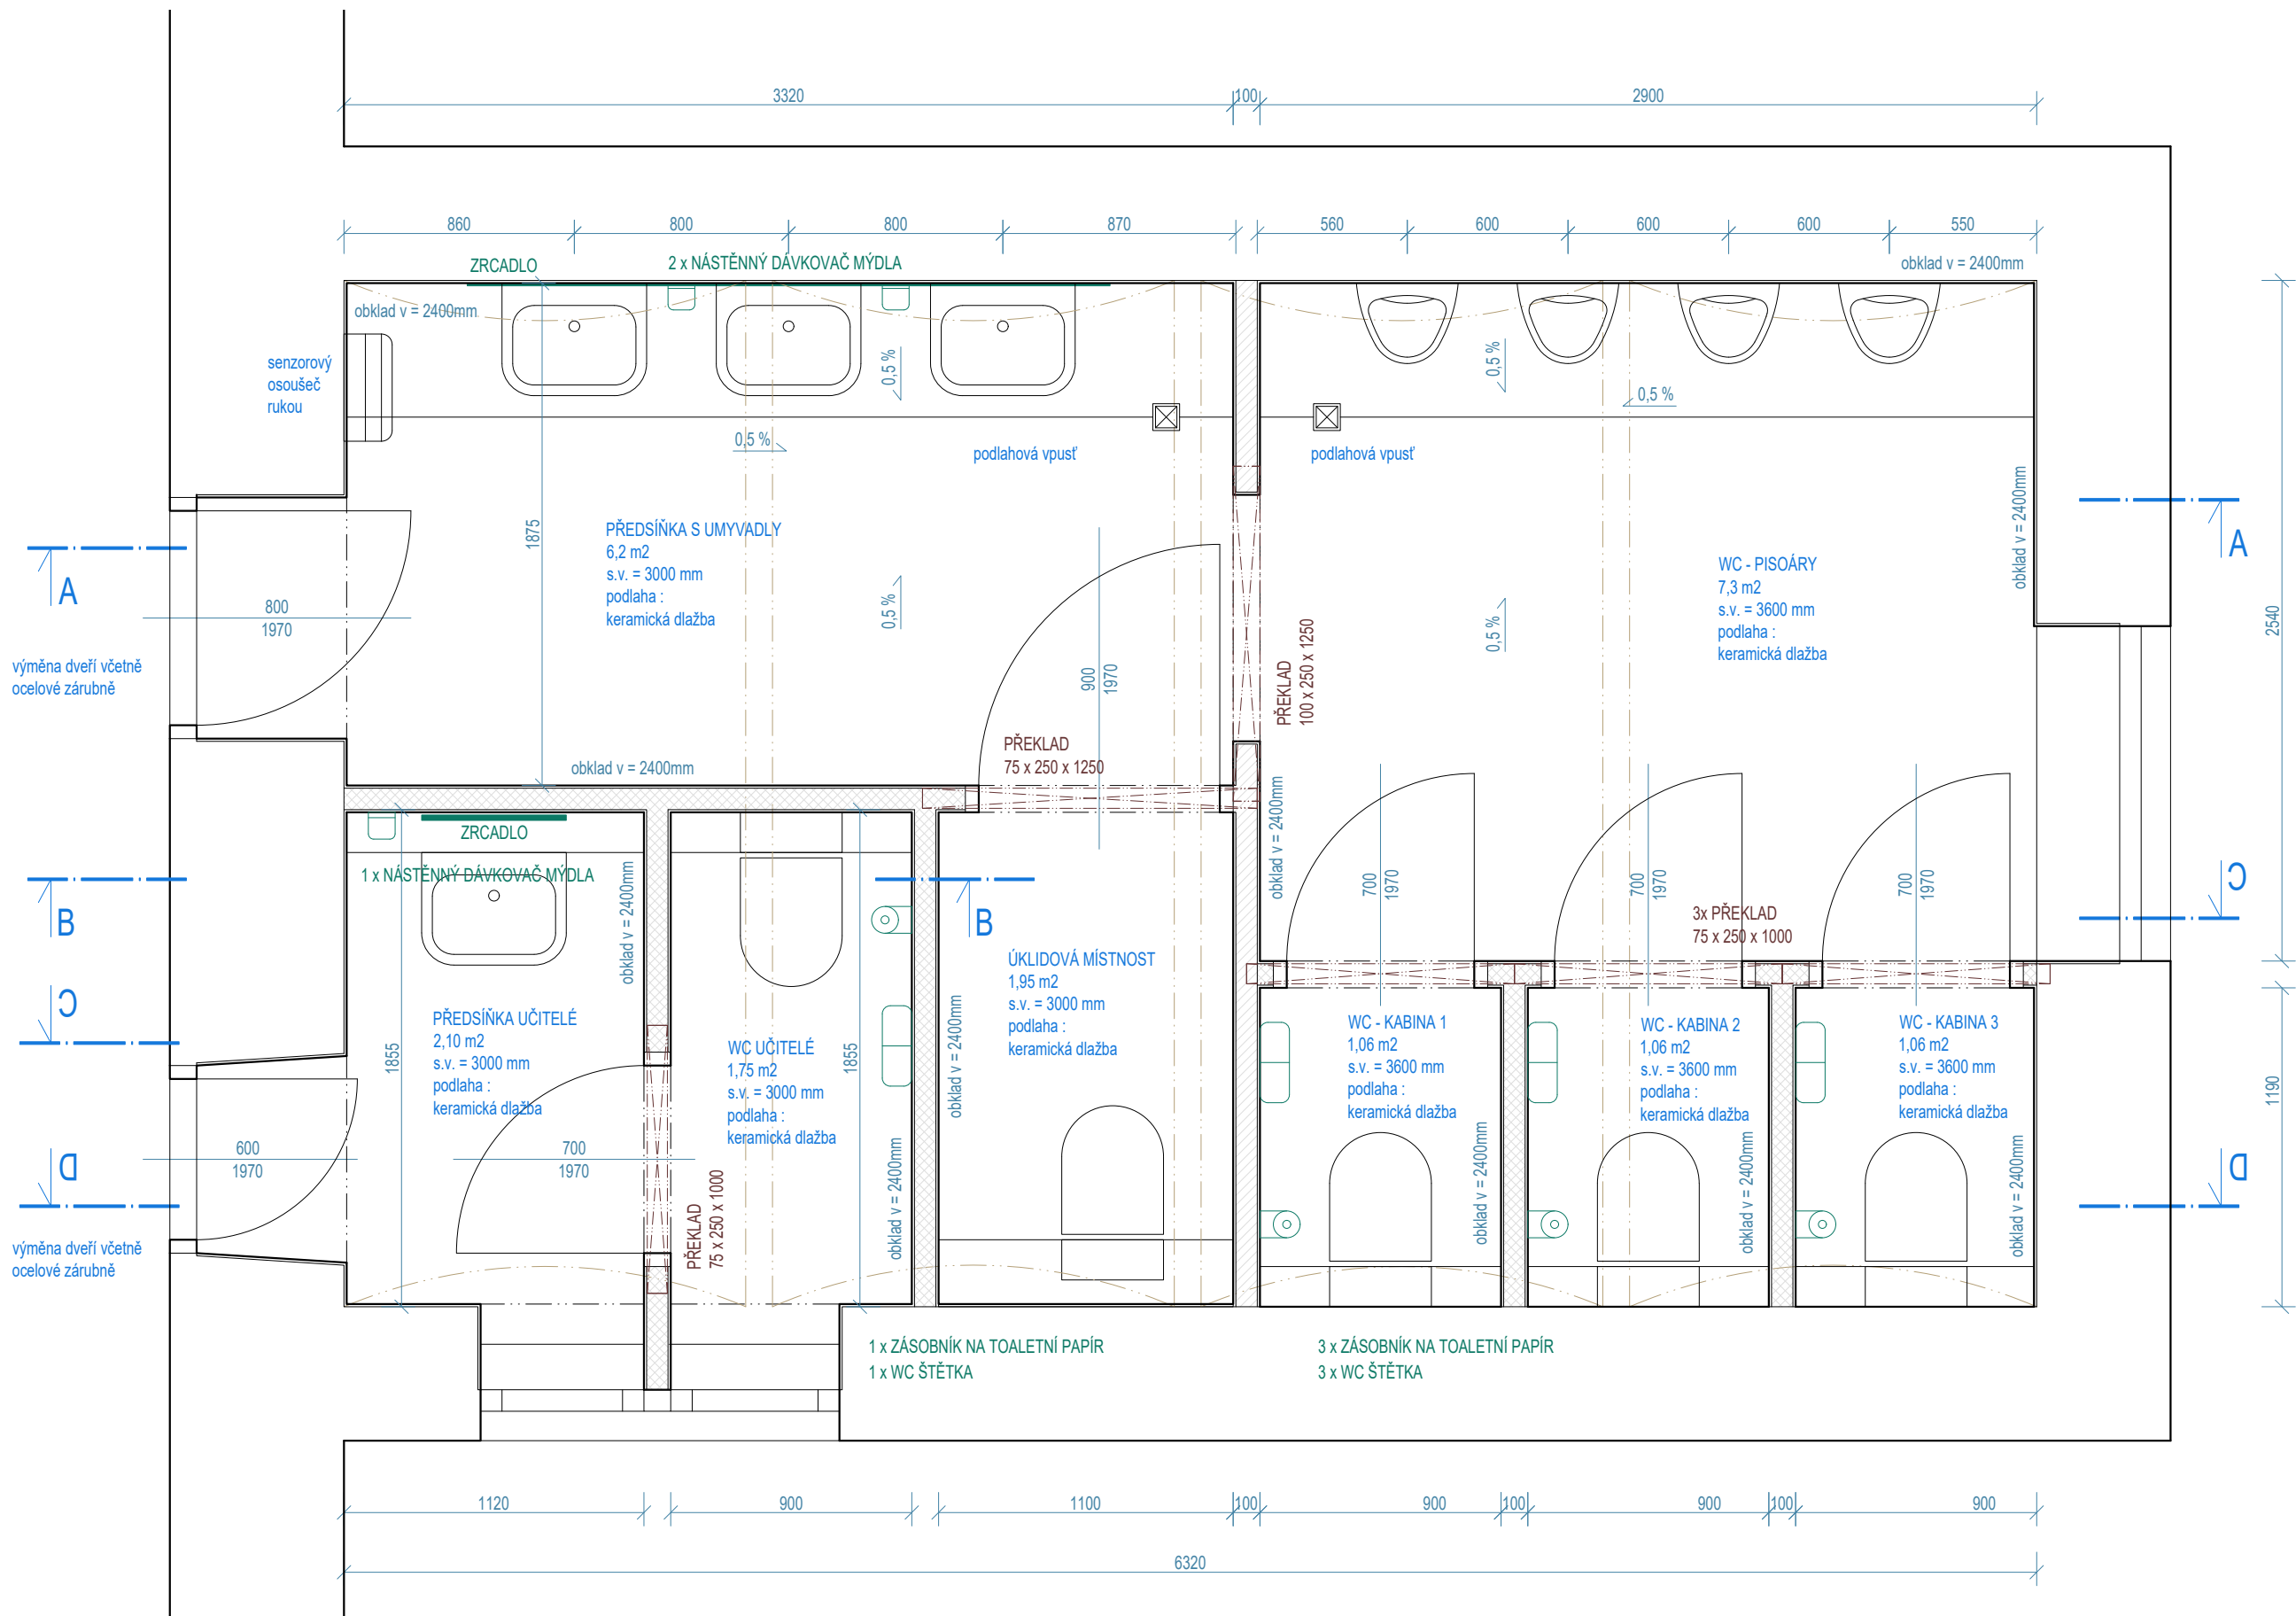 3320
100
2900
860
800
800
870
560
600
600
600
550
ZRCADLO
2 x NÁSTĚNNÝ DÁVKOVAČ MÝDLA
obklad v = 2400mm
obklad v = 2400mm
senzorový
osoušeč
rukou
0,5 %
0,5 %
0,5 %
0,5 %
podlahová vpusť
podlahová vpusť
1875
PŘEDSÍŇKA S UMYVADLY
6,2 m2
s.v. = 3000 mm
podlaha :
keramická dlažba
0,5 %
0,5 %
WC - PISOÁRY
7,3 m2
s.v. = 3600 mm
podlaha :
keramická dlažba
obklad v = 2400mm
A
A
2540
800
1970
výměna dveří včetně
ocelové zárubně
900
1970
PŘEKLAD
100 x 250 x 1250
PŘEKLAD
75 x 250 x 1250
obklad v = 2400mm
obklad v = 2400mm
ZRCADLO
1 x NÁSTĚNNÝ DÁVKOVAČ MÝDLA
obklad v = 2400mm
700
1970
700
1970
700
1970
3x PŘEKLAD
75 x 250 x 1000
B
B
C
C
PŘEDSÍŇKA UČITELÉ
2,10 m2
s.v. = 3000 mm
podlaha :
keramická dlažba
1855
WC UČITELÉ
1,75 m2
s.v. = 3000 mm
podlaha :
keramická dlažba
1855
obklad v = 2400mm
ÚKLIDOVÁ MÍSTNOST
1,95 m2
s.v. = 3000 mm
podlaha :
keramická dlažba
obklad v = 2400mm
WC - KABINA 1
1,06 m2
s.v. = 3600 mm
podlaha :
keramická dlažba
obklad v = 2400mm
WC - KABINA 2
1,06 m2
s.v. = 3600 mm
podlaha :
keramická dlažba
obklad v = 2400mm
WC - KABINA 3
1,06 m2
s.v. = 3600 mm
podlaha :
keramická dlažba
obklad v = 2400mm
1190
D
D
600
1970
700
1970
PŘEKLAD
75 x 250 x 1000
výměna dveří včetně
ocelové zárubně
1 x ZÁSOBNÍK NA TOALETNÍ PAPÍR
1 x WC ŠTĚTKA
3 x ZÁSOBNÍK NA TOALETNÍ PAPÍR
3 x WC ŠTĚTKA
1120
900
1100
100
900
100
900
100
900
6320